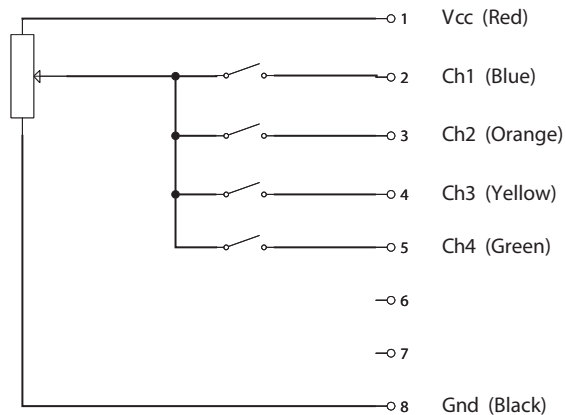 1 Vcc (Red)
2 Ch1 (Blue)
3 Ch2 (Orange)
4 Ch3 (Yellow)
5 Ch4 (Green)
6
7
8 Gnd (Black)